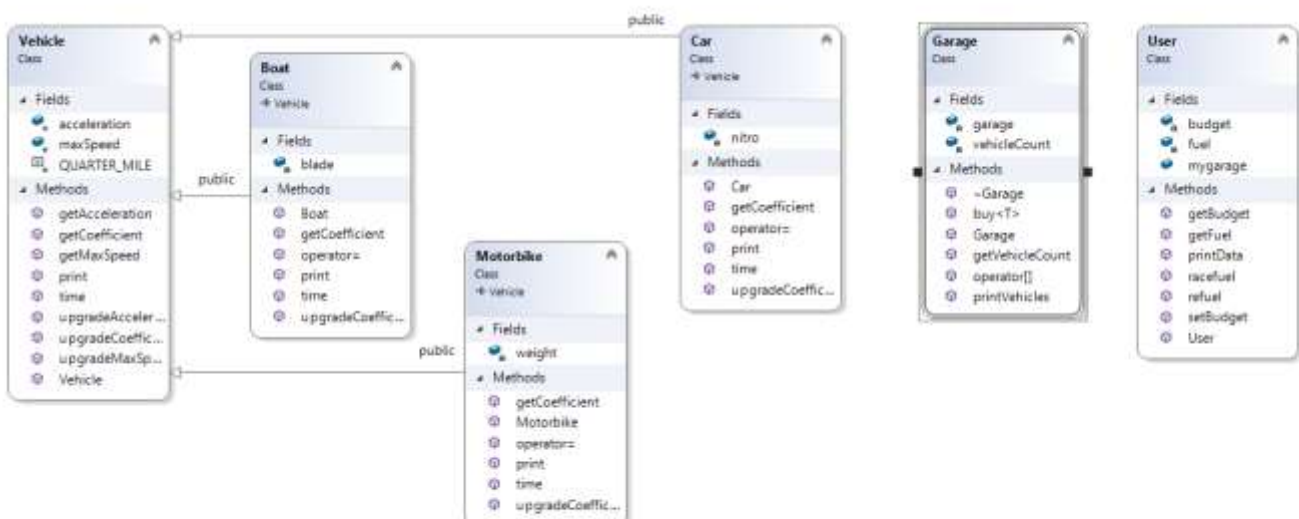 Vehicle
Class
Fields
acceleration
maxSpeed
QUARTER_MILE
Methods
getAcceleration
getCoefficient
getMaxSpeed
print
time
upgradeAcceler...
upgradeCoeffic...
upgradeMaxSp...
Vehicle
public
public
public
Boat
Class
Vehicle
Fields
blade
Methods
Boat
getCoefficient
operator=
print
time
upgradeCoeffic...
Motorbike
Class
Vehicle
Fields
weight
Methods
getCoefficient
Motorbike
operator=
print
time
upgradeCoeffic...
Car
Class
Vehicle
Fields
nitro
Methods
Car
getCoefficient
operator=
print
time
upgradeCoeffic...
Garage
Class
Fields
garage
vehicleCount
Methods
~Garage
buy<T>
Garage
getVehicleCount
operator[]
printVehicles
User
Class
Fields
budget
fuel
mygarage
Methods
getBudget
getFuel
printData
racefuel
refuel
setBudget
User